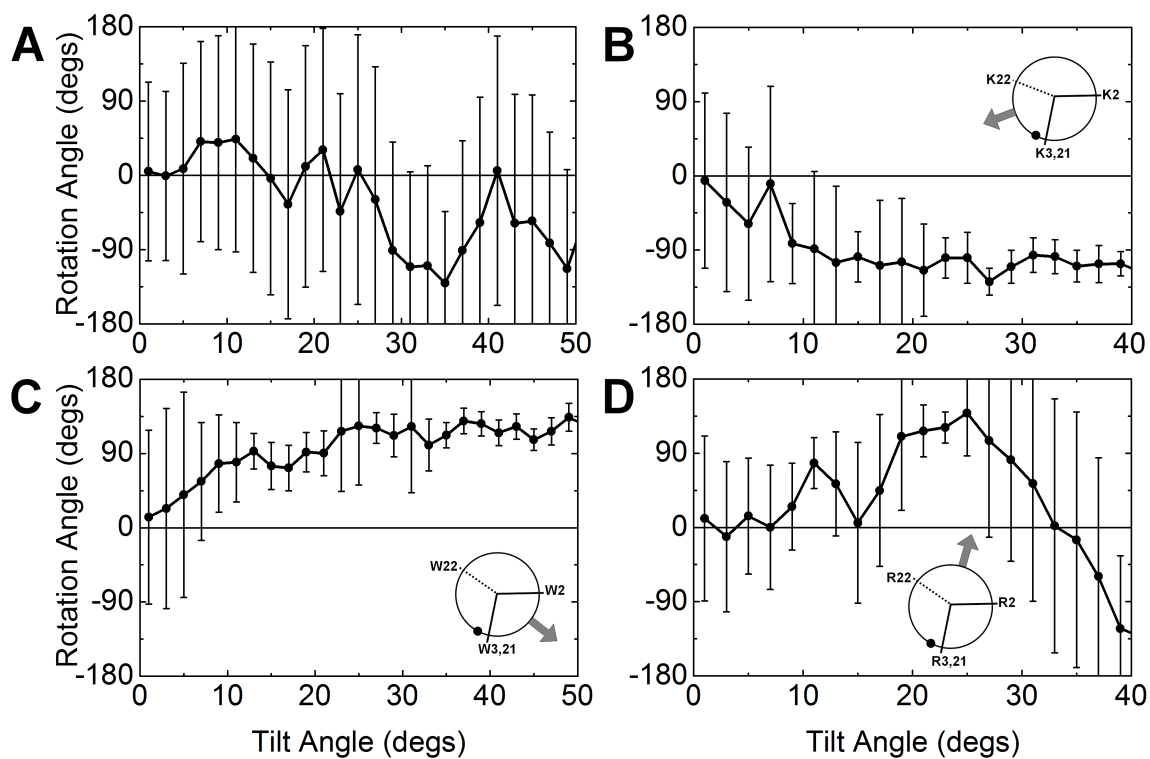 A
Rotation Angle (degs)
180
90
0
-90
-180
0 10 20 30 40 50
B
180
90
0
-90
-180
0 10 20 30 40
K22
K2
K3,21
C
Rotation Angle (degs)
180
90
0
-90
-180
0 10 20 30 40 50
Tilt Angle (degs)
W22
W2
W3,21
D
180
90
0
-90
-180
0 10 20 30 40
Tilt Angle (degs)
R22
R2
R3,21